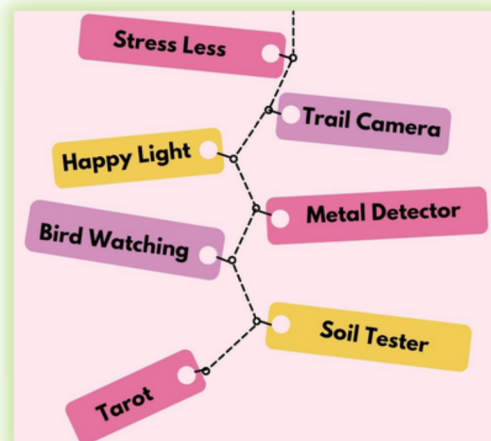 Stress Less
Trail Camera
Happy Light
Metal Detector
Bird Watching
Soil Tester
Tarot